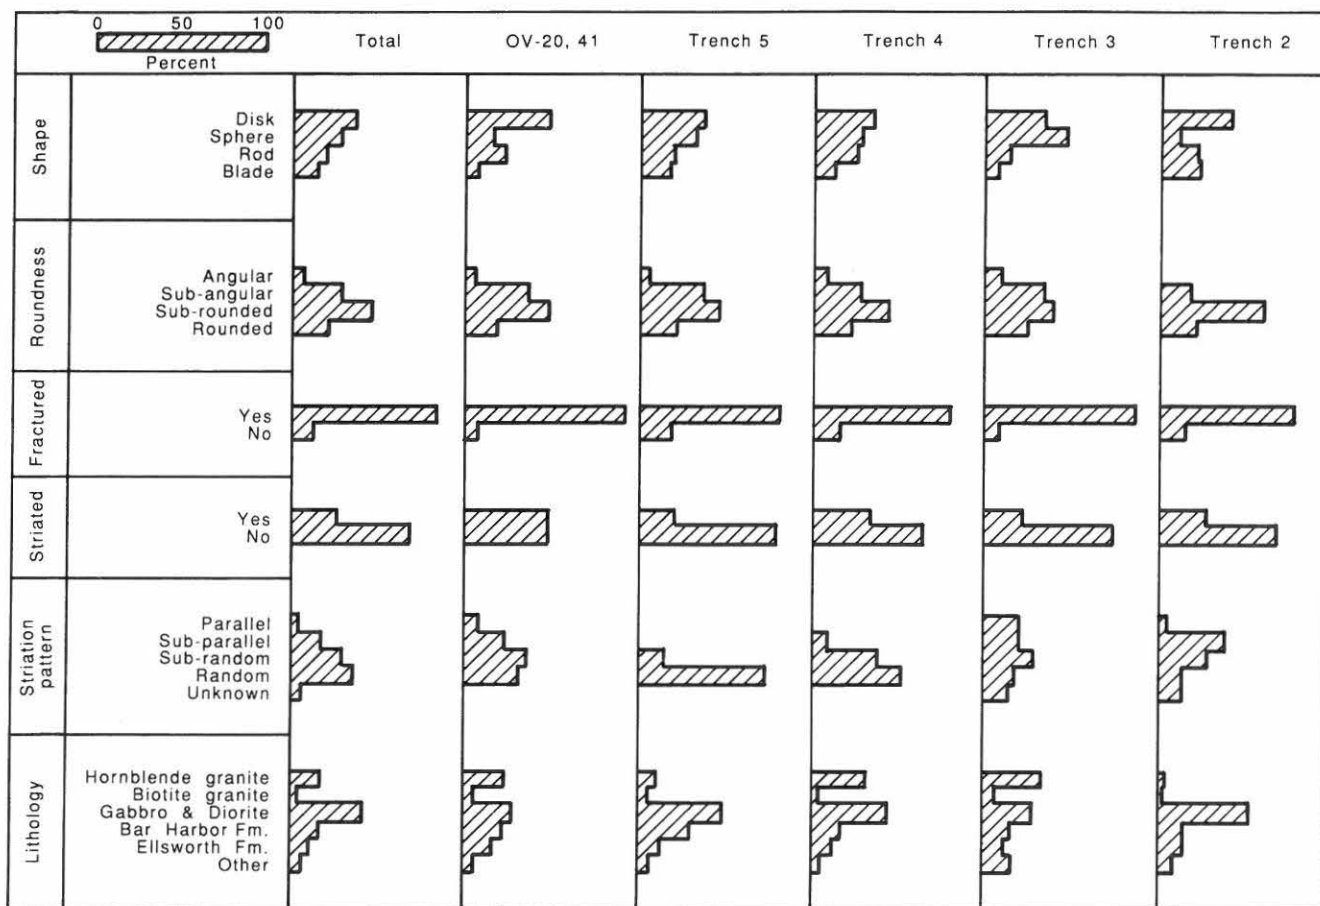 0 50 100
Percent
Total OV-20, 41 Trench 5 Trench 4 Trench 3 Trench 2
Shape
Disk
Sphere
Rod
Blade
Roundness
Angular
Sub-angular
Sub-rounded
Rounded
Fractured
Yes
No
Striated
Yes
No
Striation
pattern
Parallel
Sub-parallel
Sub-random
Random
Unknown
Lithology
Hornblende granite
Biotite granite
Gabbro & Diorite
Bar Harbor Fm.
Ellsworth Fm.
Other